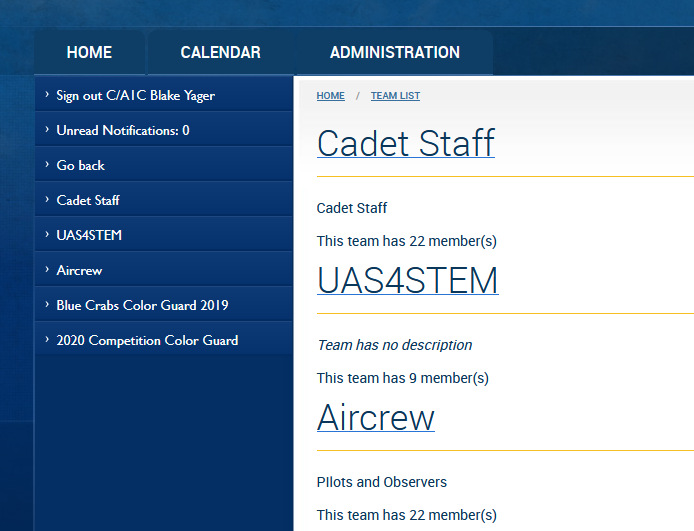 HOME
CALENDAR
ADMINISTRATION
› Sign out C/A1C Blake Yager
› Unread Notifications: 0
› Go back
› Cadet Staff
› UAS4STEM
› Aircrew
› Blue Crabs Color Guard 2019
› 2020 Competition Color Guard
HOME / TEAM LIST
Cadet Staff
Cadet Staff
This team has 22 member(s)
UAS4STEM
Team has no description
This team has 9 member(s)
Aircrew
PIlots and Observers
This team has 22 member(s)